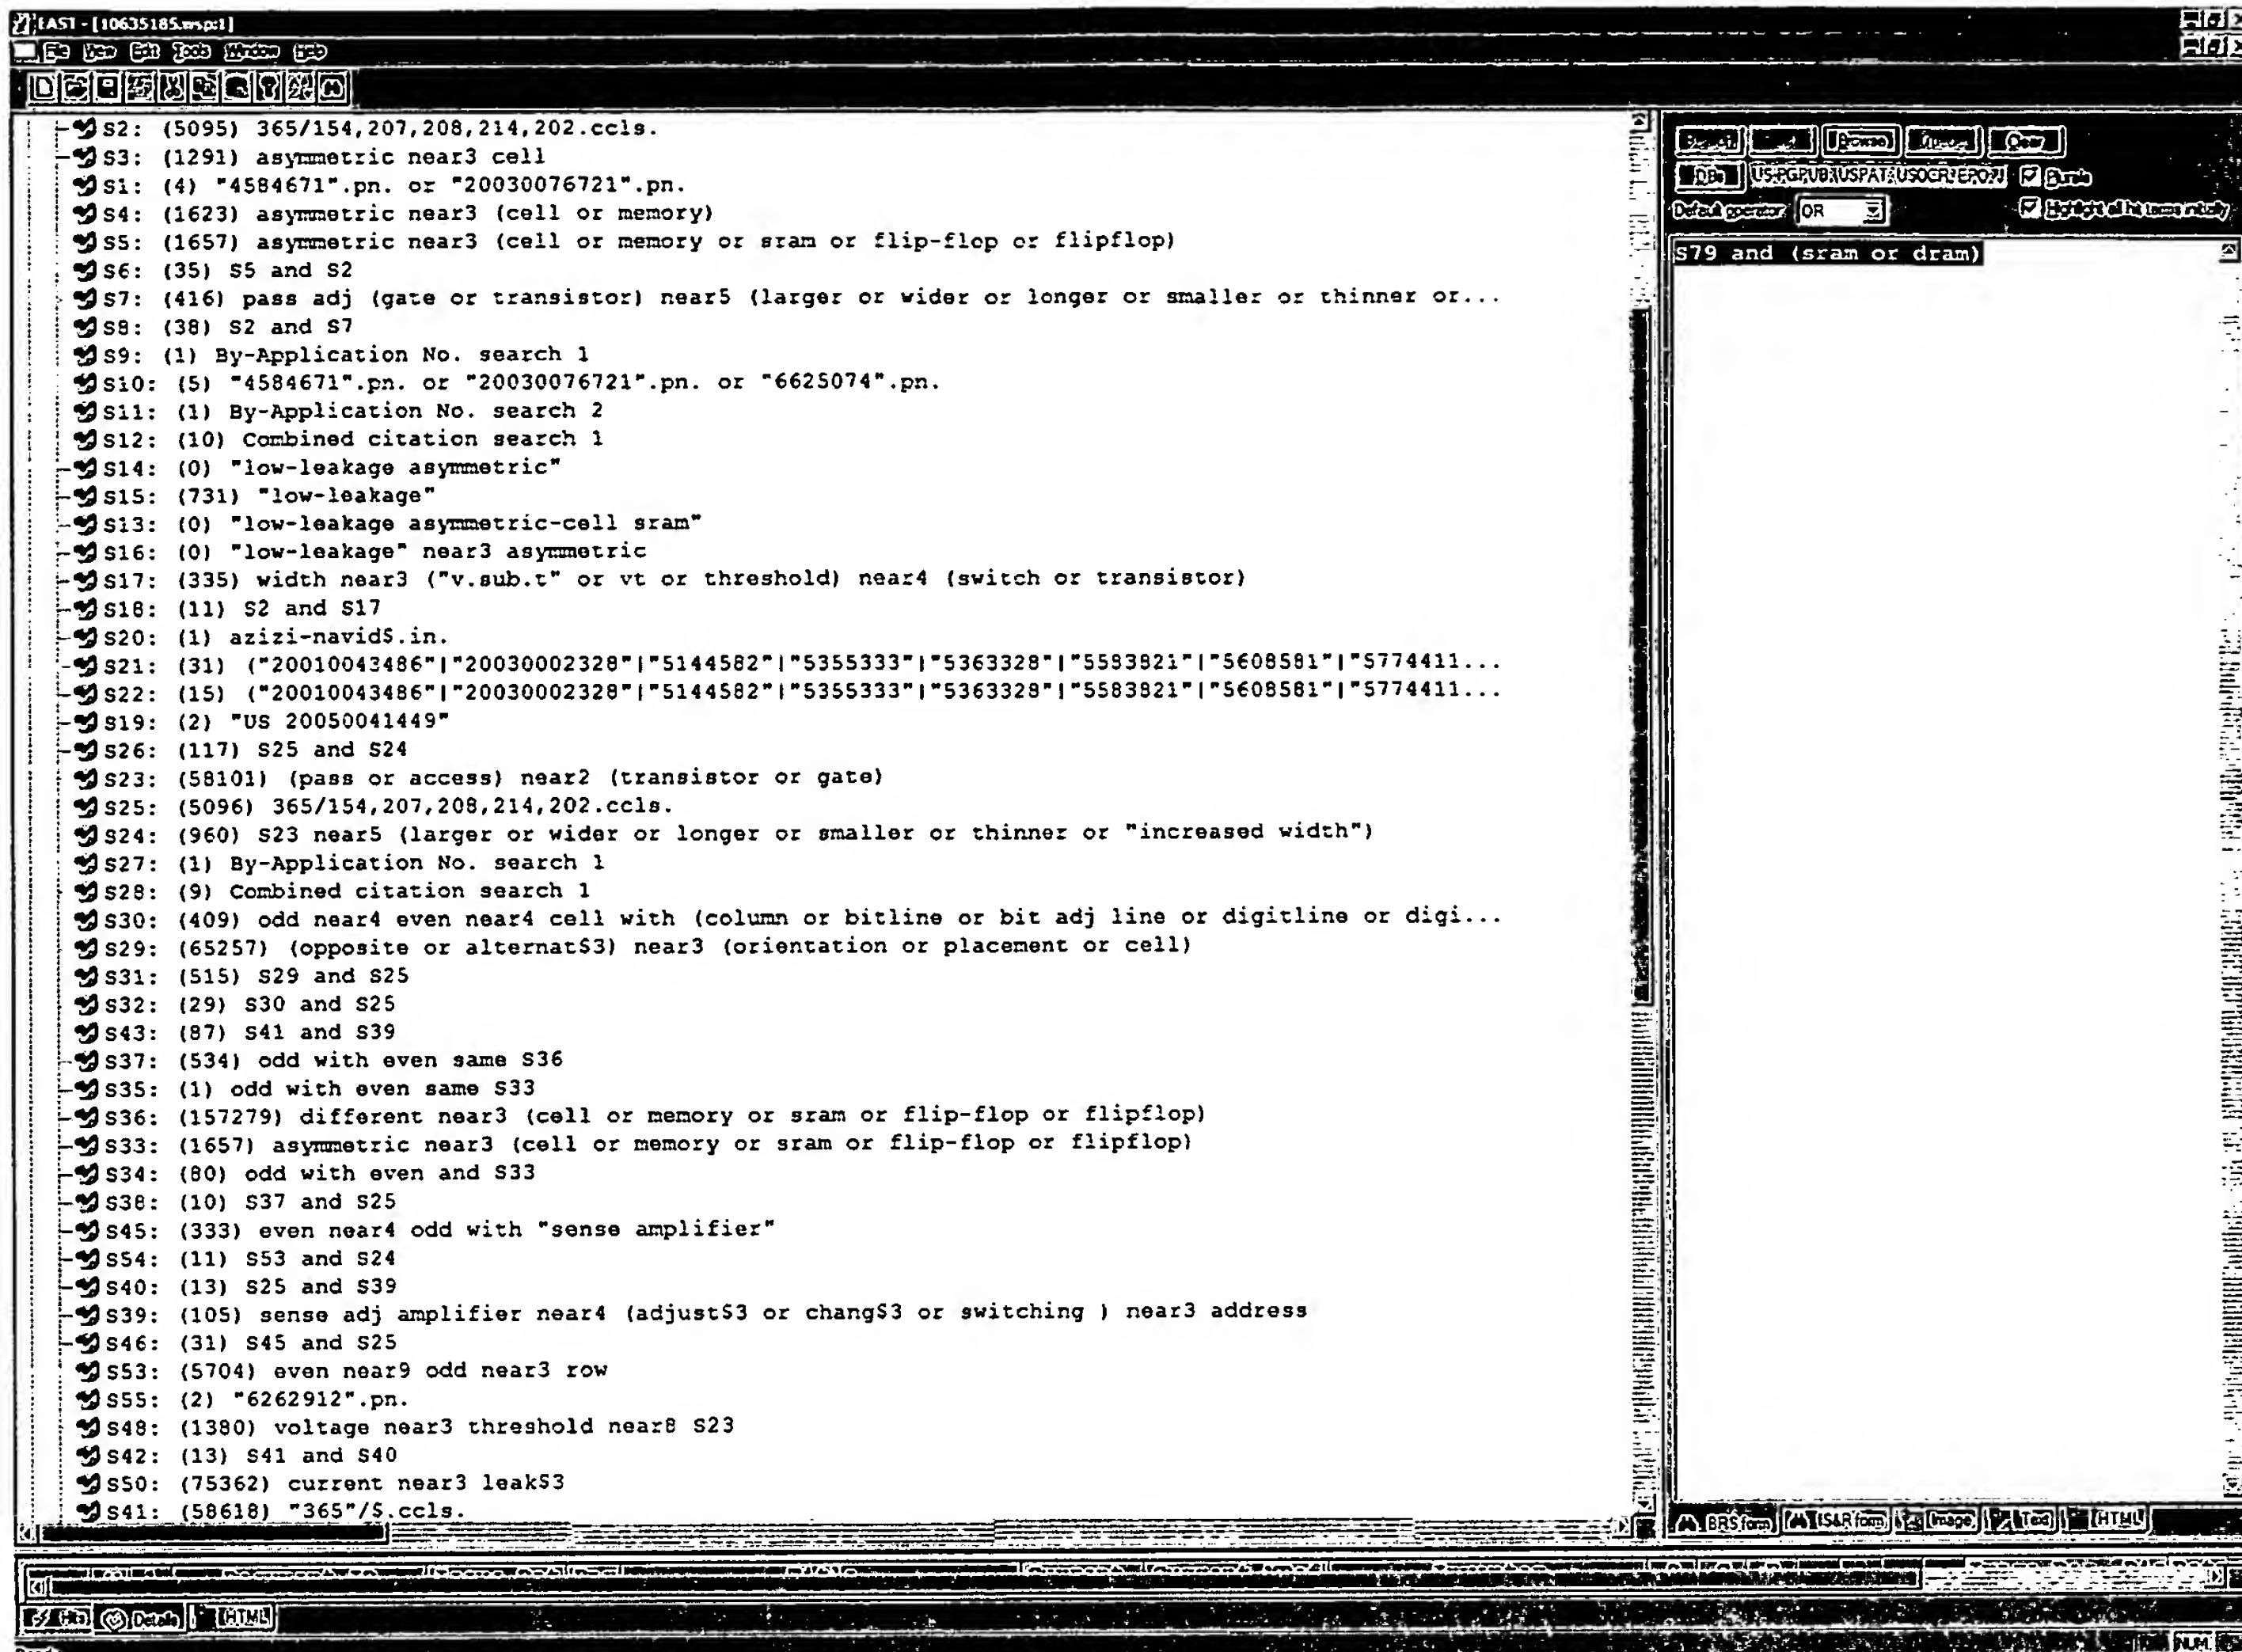 EAST - [10635185.wsp:1]
File View Edit Tools Window Help
S2: (5095) 365/154,207,208,214,202.ccls.
S3: (1291) asymmetric near3 cell
S1: (4) "4584671".pn. or "20030076721".pn.
S4: (1623) asymmetric near3 (cell or memory)
S5: (1657) asymmetric near3 (cell or memory or sram or flip-flop or flipflop)
S6: (35) S5 and S2
S7: (416) pass adj (gate or transistor) near5 (larger or wider or longer or smaller or thinner or...
S8: (38) S2 and S7
S9: (1) By-Application No. search 1
S10: (5) "4584671".pn. or "20030076721".pn. or "6625074".pn.
S11: (1) By-Application No. search 2
S12: (10) Combined citation search 1
S14: (0) "low-leakage asymmetric"
S15: (731) "low-leakage"
S13: (0) "low-leakage asymmetric-cell sram"
S16: (0) "low-leakage" near3 asymmetric
S17: (335) width near3 ("v.sub.t" or vt or threshold) near4 (switch or transistor)
S18: (11) S2 and S17
S20: (1) azizi-navid$.in.
S21: (31) ("20010043486"|"20030002328"|"5144582"|"5355333"|"5363328"|"5583821"|"5608581"|"5774411...
S22: (15) ("20010043486"|"20030002328"|"5144582"|"5355333"|"5363328"|"5583821"|"5608581"|"5774411...
S19: (2) "US 20050041449"
S26: (117) S25 and S24
S23: (58101) (pass or access) near2 (transistor or gate)
S25: (5096) 365/154,207,208,214,202.ccls.
S24: (960) S23 near5 (larger or wider or longer or smaller or thinner or "increased width")
S27: (1) By-Application No. search 1
S28: (9) Combined citation search 1
S30: (409) odd near4 even near4 cell with (column or bitline or bit adj line or digitline or digi...
S29: (65257) (opposite or alternat$3) near3 (orientation or placement or cell)
S31: (515) S29 and S25
S32: (29) S30 and S25
S43: (87) S41 and S39
S37: (534) odd with even same S36
S35: (1) odd with even same S33
S36: (157279) different near3 (cell or memory or sram or flip-flop or flipflop)
S33: (1657) asymmetric near3 (cell or memory or sram or flip-flop or flipflop)
S34: (80) odd with even and S33
S38: (10) S37 and S25
S45: (333) even near4 odd with "sense amplifier"
S54: (11) S53 and S24
S40: (13) S25 and S39
S39: (105) sense adj amplifier near4 (adjust$3 or chang$3 or switching ) near3 address
S46: (31) S45 and S25
S53: (5704) even near9 odd near3 row
S55: (2) "6262912".pn.
S48: (1380) voltage near3 threshold near8 S23
S42: (13) S41 and S40
S50: (75362) current near3 leak$3
S41: (58618) "365"/$.ccls.
Search Browse Queue Clear
DBs US-PGPUB;USPAT;USOCR;EPO;J Plurals
Default operator: OR Highlight all hit terms initially
S79 and (sram or dram)
BRS form IS&R form Image Text HTML
Hits Details HTML
NUM